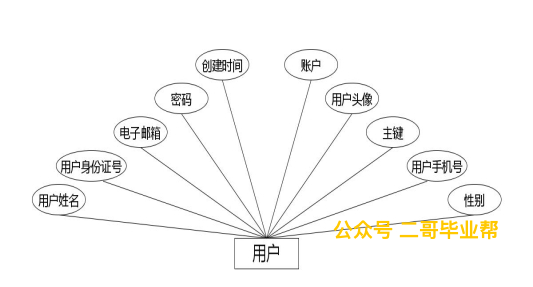 创建时间 账户
密码 用户头像
电子邮箱 主键
用户身份证号 用户手机号
用户姓名 性别
公众号 二哥毕业帮
用户